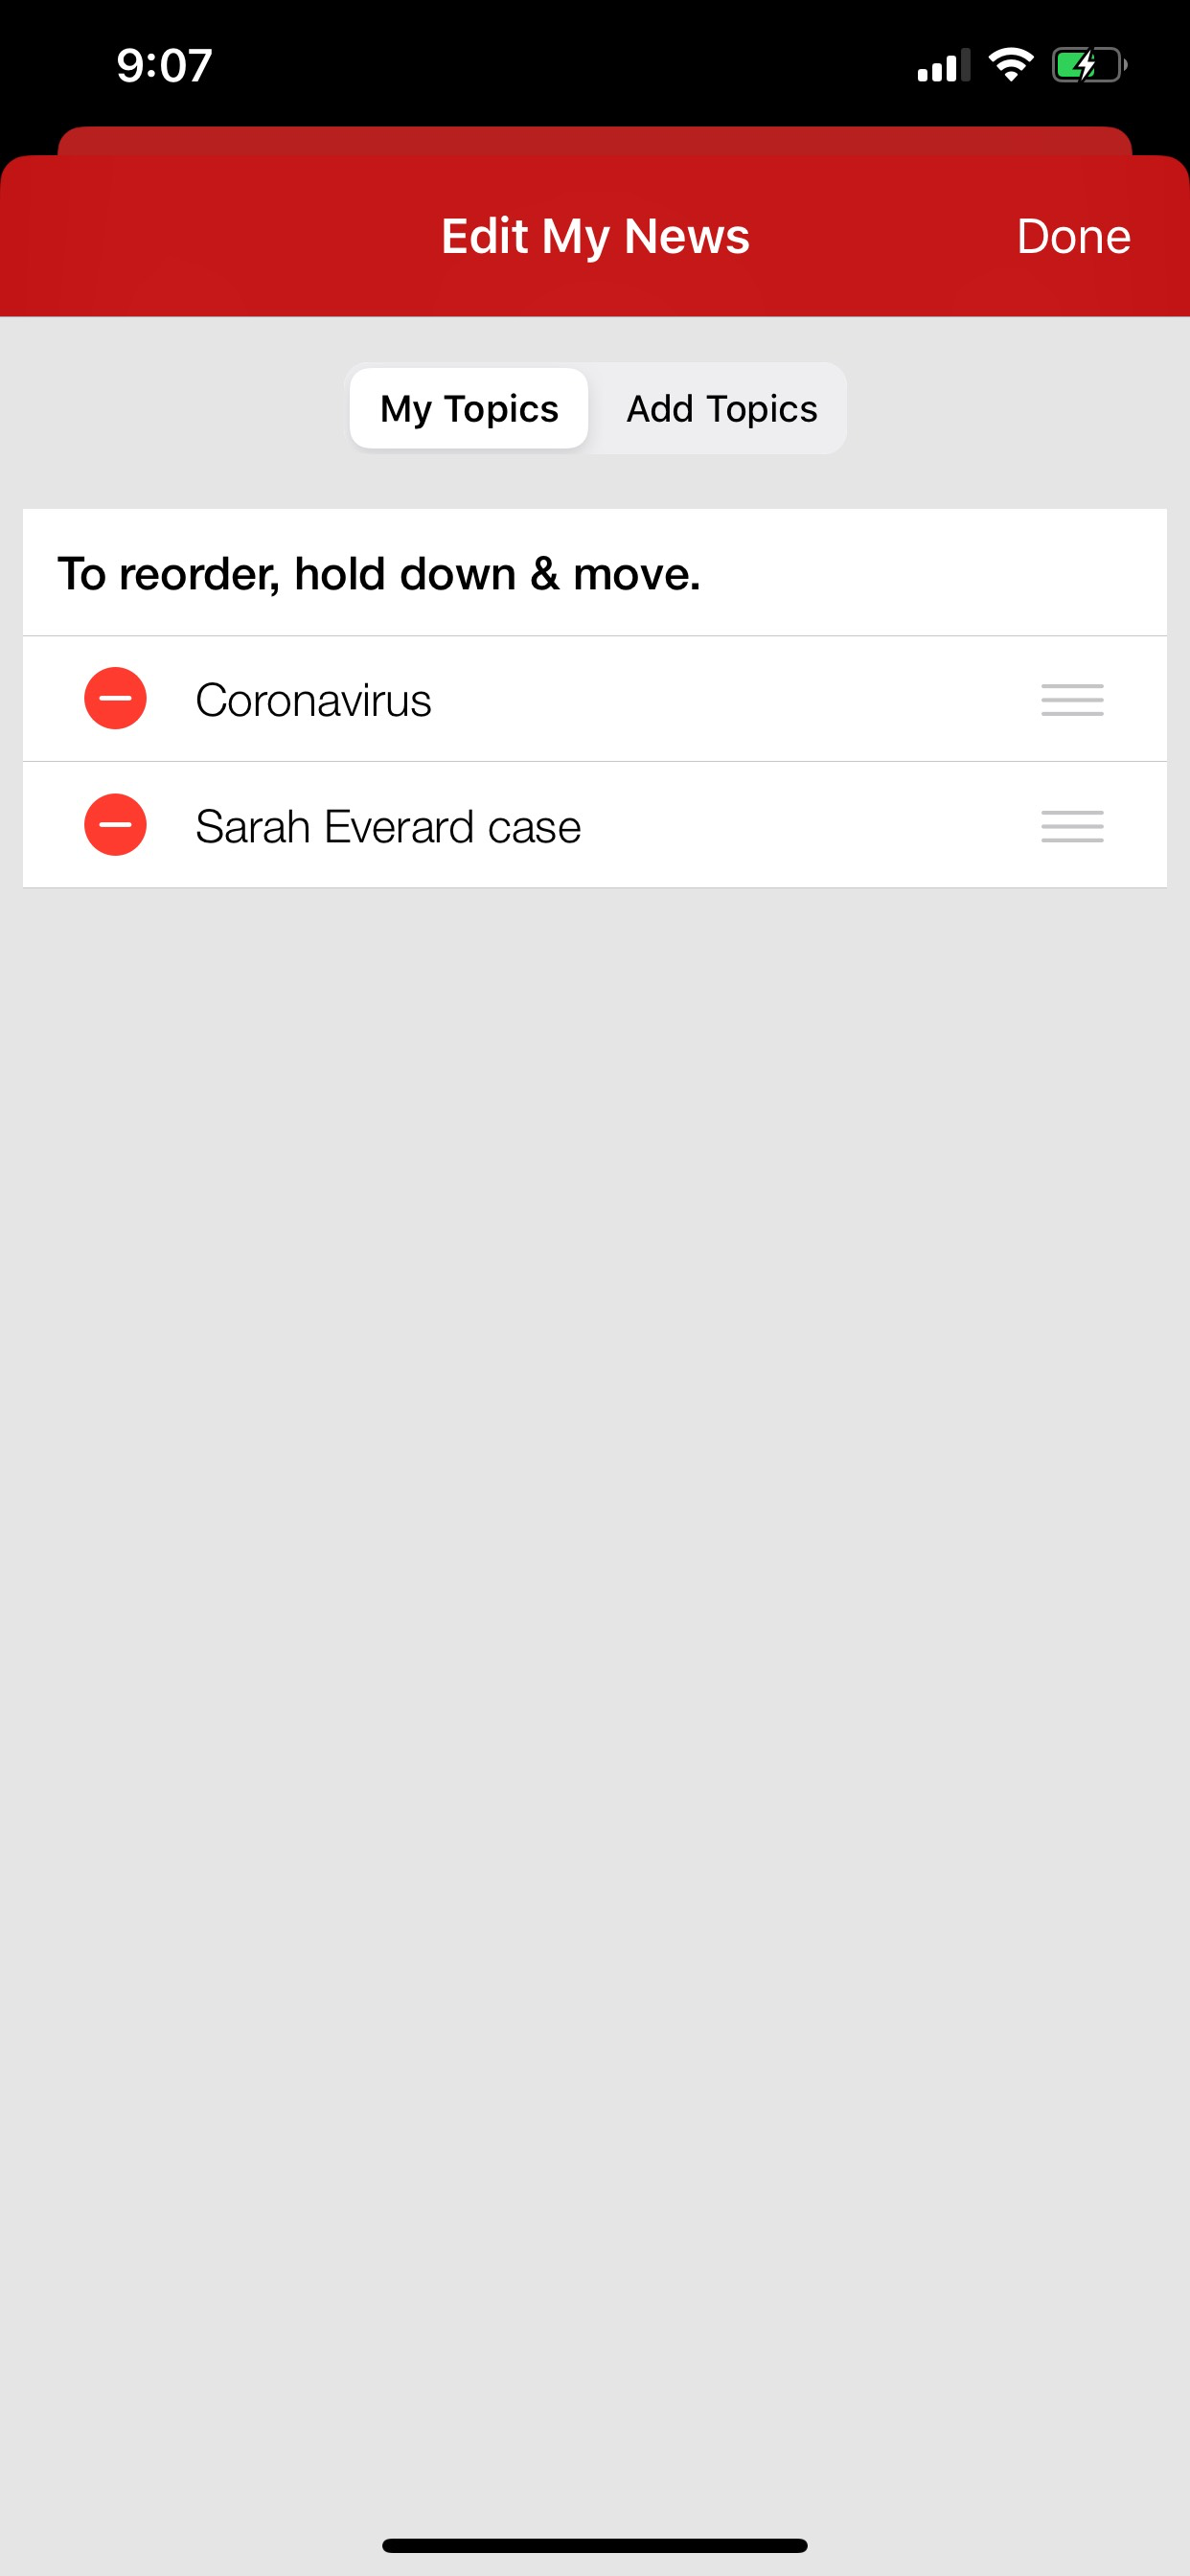 9:07
Edit My News
Done
My Topics
Add Topics
To reorder, hold down & move.
Coronavirus
Sarah Everard case